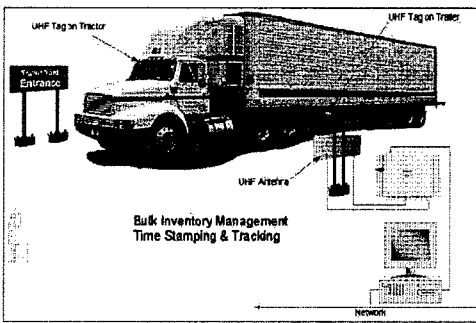 UHF Tag on Tractor
UHF Tag on Trailer
Entrance
UHF Antenna
Bulk Inventory Management
Time Stamping & Tracking
Network